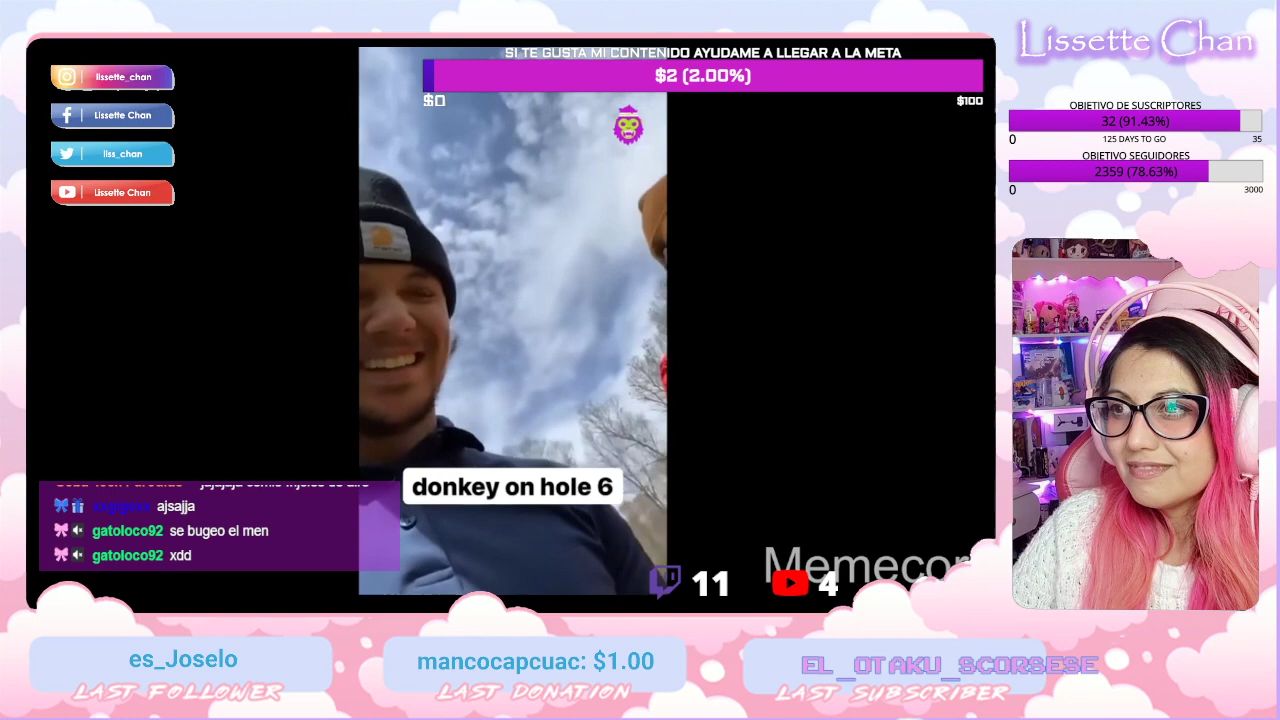 Lissette Chan
SI TE GUSTA MI CONTENIDO AYUDAME A LLEGAR A LA META
$2 (2.00%)
$0
$100
lissette_chan
Lissette Chan
liss_chan
Lissette Chan
OBJETIVO DE SUSCRIPTORES
32 (91.43%)
0
125 DAYS TO GO
35
OBJETIVO SEGUIDORES
2359 (78.63%)
0
3000
donkey on hole 6
ajsajja
gatoloco92 se bugeo el men
gatoloco92 xdd
Memecor
11
4
es_Joselo
LAST FOLLOWER
mancocapcuac: $1.00
LAST DONATION
EL_OTAKU_SCORSESE
LAST SUBSCRIBER